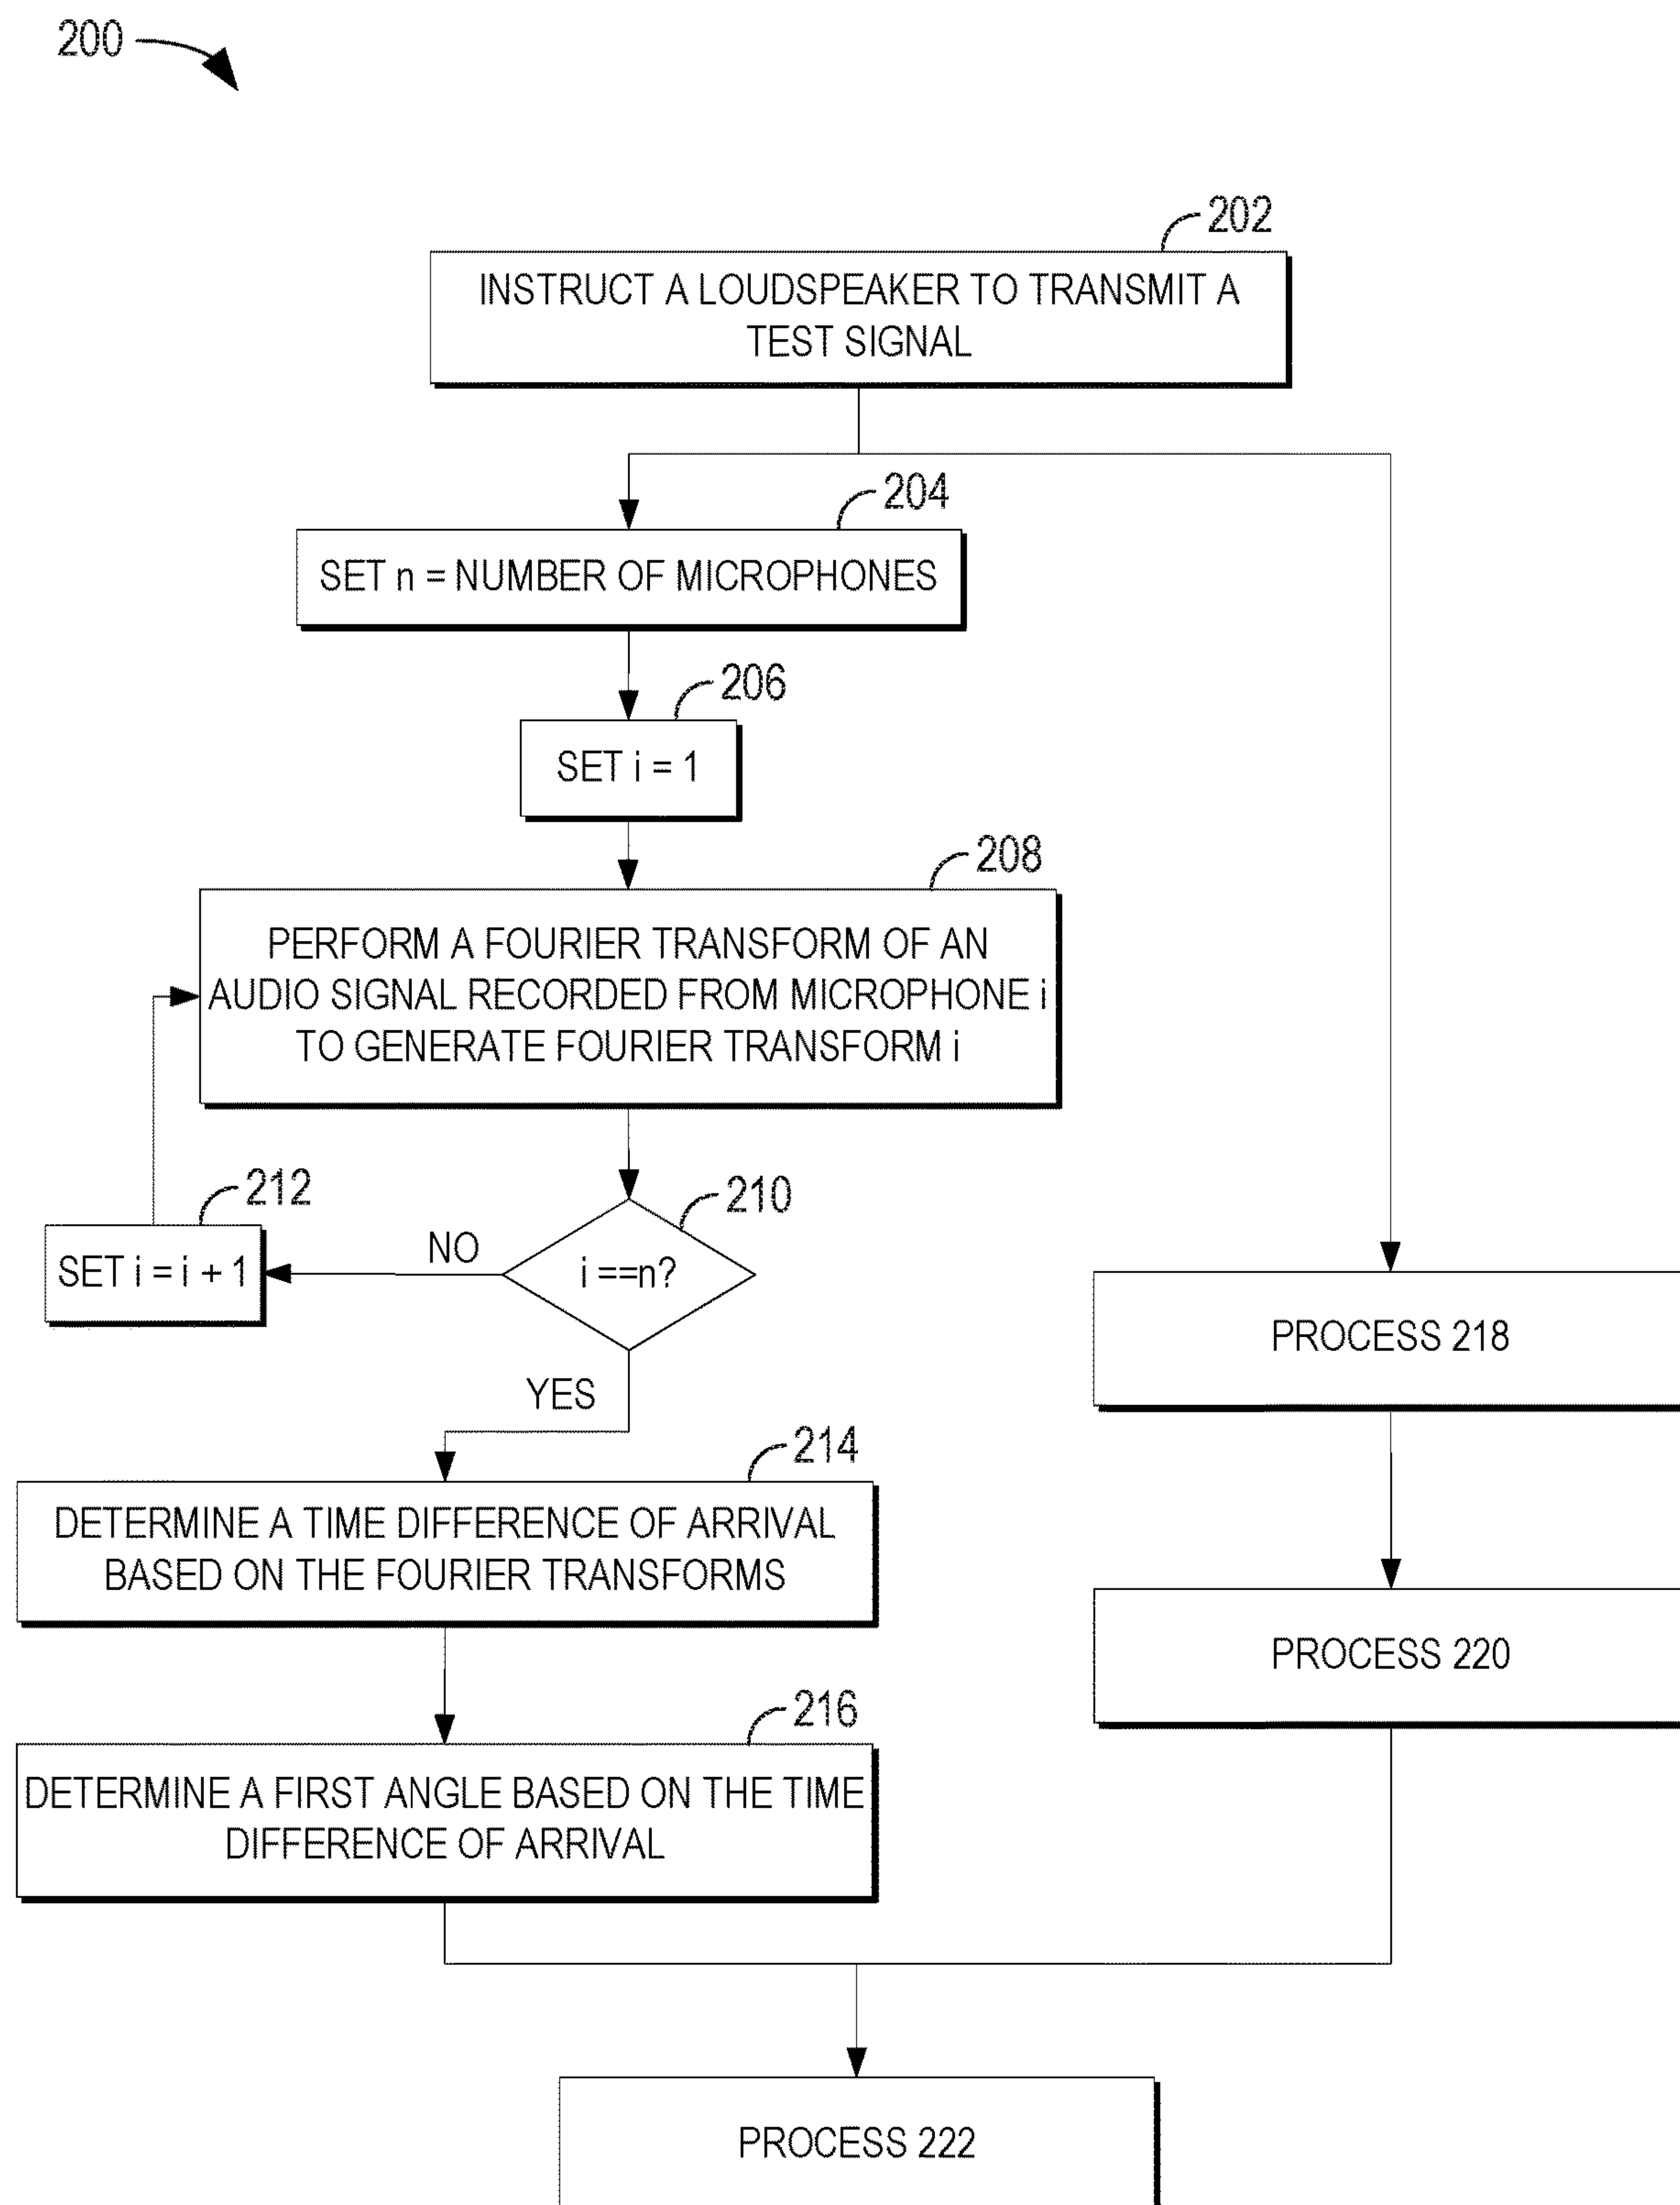 200
202
INSTRUCT A LOUDSPEAKER TO TRANSMIT A
TEST SIGNAL
204
SET n = NUMBER OF MICROPHONES
206
SET i = 1
208
PERFORM A FOURIER TRANSFORM OF AN
AUDIO SIGNAL RECORDED FROM MICROPHONE i
TO GENERATE FOURIER TRANSFORM i
212
SET i = i + 1
NO
210
i ==n?
YES
PROCESS 218
214
DETERMINE A TIME DIFFERENCE OF ARRIVAL
BASED ON THE FOURIER TRANSFORMS
PROCESS 220
216
DETERMINE A FIRST ANGLE BASED ON THE TIME
DIFFERENCE OF ARRIVAL
PROCESS 222